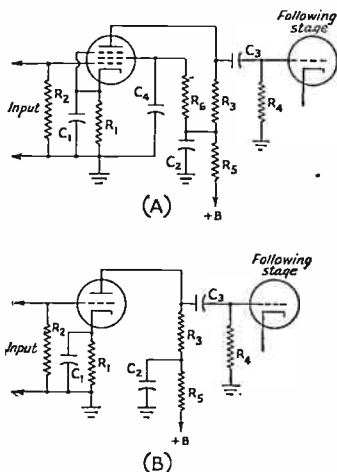 Following
stage
C3
Input
R2
C1
R1
C4
R6
R3
R4
C2
R5
+B
(A)
Following
stage
C3
Input
R2
C1
R1
R3
R4
C2
R5
+B
(B)